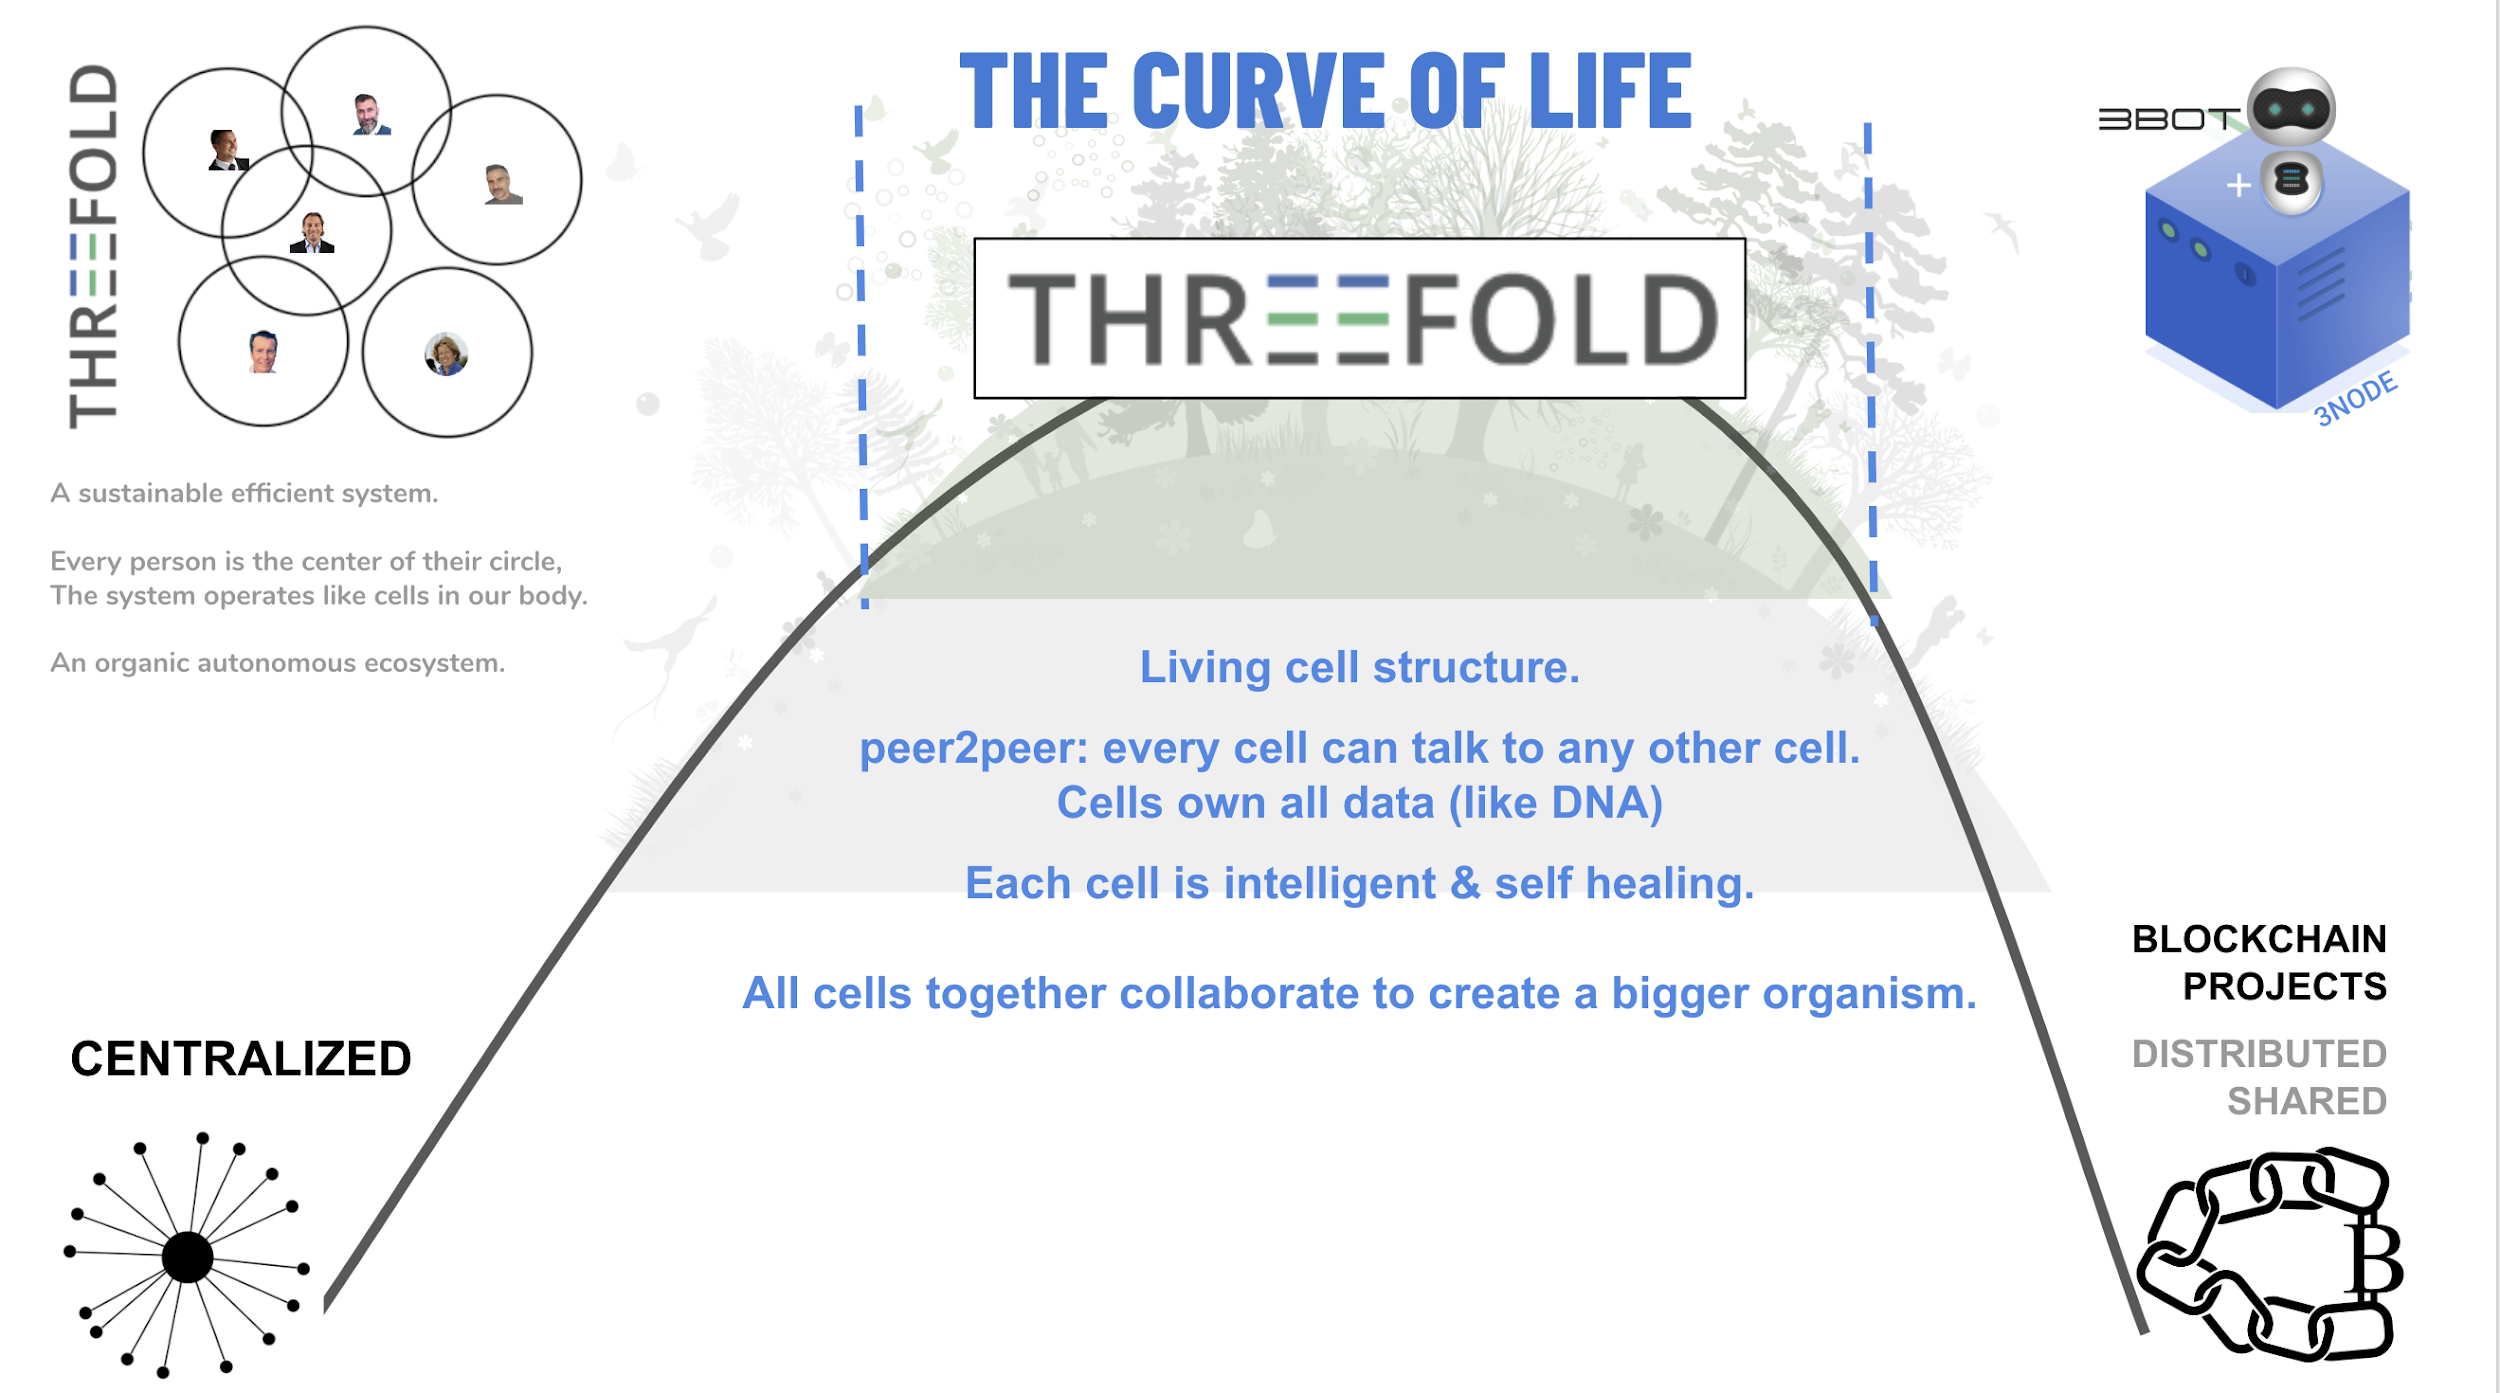 THE CURVE OF LIFE
THREEFOLD
A sustainable efficient system.
Every person is the center of their circle,
The system operates like cells in our body.
An organic autonomous ecosystem.
THREEFOLD
3BOT
3NODE
Living cell structure.
peer2peer: every cell can talk to any other cell.
Cells own all data (like DNA)
Each cell is intelligent & self healing.
All cells together collaborate to create a bigger organism.
CENTRALIZED
BLOCKCHAIN
PROJECTS
DISTRIBUTED
SHARED
B